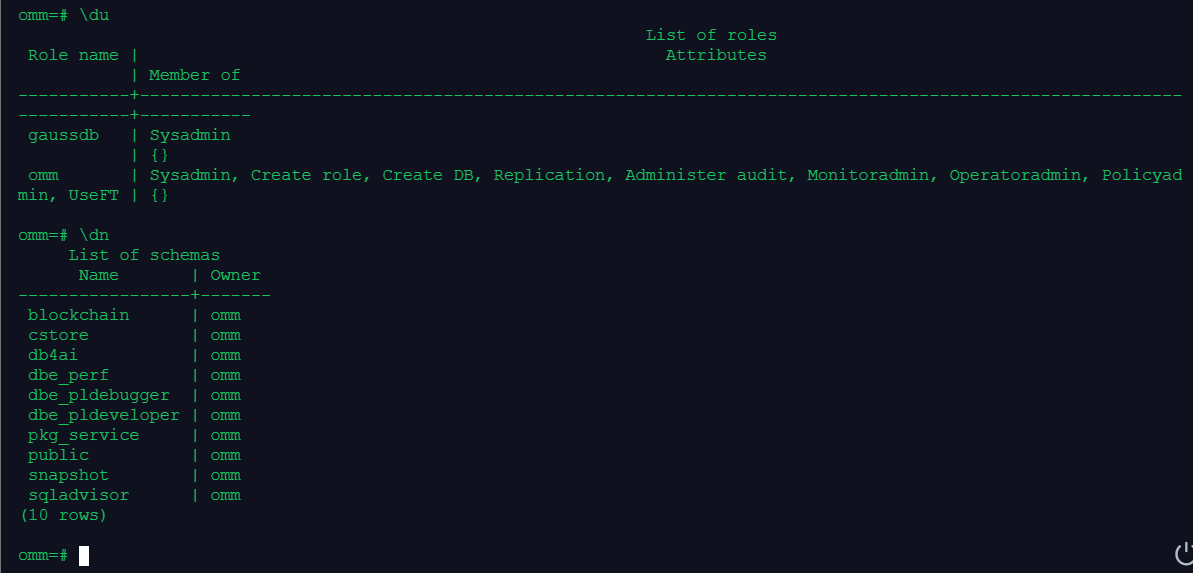 omm=# \du
List of roles
Role name | Attributes
| Member of
-----------+--------------------------------------------------------------------------------------------------------
-----------+-----------
gaussdb | Sysadmin
| {}
omm | Sysadmin, Create role, Create DB, Replication, Administer audit, Monitoradmin, Operatoradmin, Policyad
min, UseFT | {}
omm=# \dn
List of schemas
Name | Owner
-----------------+-------
blockchain | omm
cstore | omm
db4ai | omm
dbe_perf | omm
dbe_pldebugger | omm
dbe_pldeveloper | omm
pkg_service | omm
public | omm
snapshot | omm
sqladvisor | omm
(10 rows)
omm=#